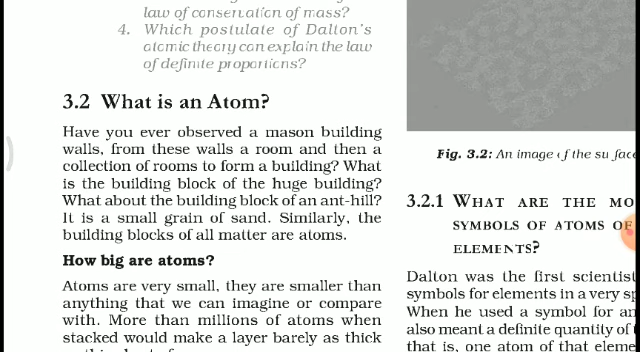 law of conservation of mass?
4. Which postulate of Dalton's
atomic theory can explain the law
of definite proportions?
3.2 What is an Atom?
Have you ever observed a mason building
walls, from these walls a room and then a
collection of rooms to form a building? What
is the building block of the huge building?
What about the building block of an ant-hill?
It is a small grain of sand. Similarly, the
building blocks of all matter are atoms.
How big are atoms?
Atoms are very small, they are smaller than
anything that we can imagine or compare
with. More than millions of atoms when
stacked would make a layer barely as thick
Fig. 3.2: An image of the surface
3.2.1 WHAT ARE THE MO
SYMBOLS OF ATOMS OF
ELEMENTS?
Dalton was the first scientist
symbols for elements in a very sp
When he used a symbol for an
also meant a definite quantity of
that is, one atom of that eleme